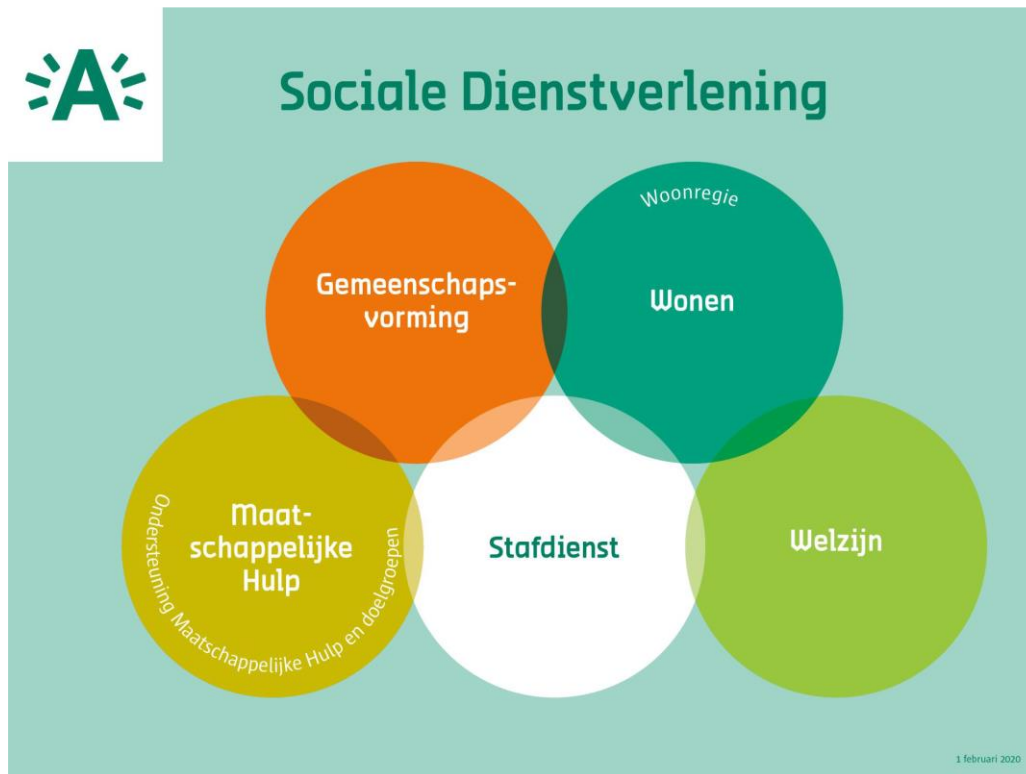 A
Sociale Dienstverlening
Woonregie
Gemeenschaps-
vorming
Wonen
Maat-
schappelijke
Hulp
Ondersteuning Maatschappelijke Hulp en doelgroepen
Stafdienst
Welzijn
1 februari 2020